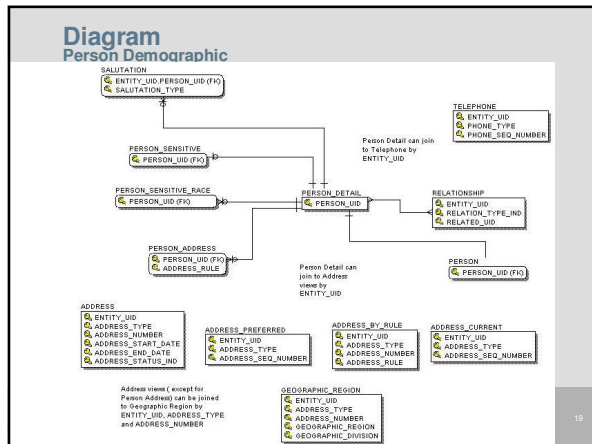 Diagram
Person Demographic
SALUTATION
ENTITY_UID.PERSON_UID (FK)
SALUTATION_TYPE
TELEPHONE
ENTITY_UID
PHONE_TYPE
PHONE_SEQ_NUMBER
Person Detail can join
to Telephone by
ENTITY_UID
PERSON_SENSITIVE
PERSON_UID (FK)
PERSON_SENSITIVE_RACE
PERSON_UID (FK)
PERSON_DETAIL
PERSON_UID
RELATIONSHIP
ENTITY_UID
RELATION_TYPE_IND
RELATED_UID
PERSON_ADDRESS
PERSON_UID (FK)
ADDRESS_RULE
PERSON
PERSON_UID (FK)
Person Detail can
join to Address
views by
ENTITY_UID
ADDRESS
ENTITY_UID
ADDRESS_TYPE
ADDRESS_NUMBER
ADDRESS_START_DATE
ADDRESS_END_DATE
ADDRESS_STATUS_IND
ADDRESS_PREFERRED
ENTITY_UID
ADDRESS_TYPE
ADDRESS_SEQ_NUMBER
ADDRESS_BY_RULE
ENTITY_UID
ADDRESS_TYPE
ADDRESS_NUMBER
ADDRESS_RULE
ADDRESS_CURRENT
ENTITY_UID
ADDRESS_TYPE
ADDRESS_SEQ_NUMBER
Address views ( except for
Person Address) can be joined
to Geographic Region by
ENTITY_UID, ADDRESS_TYPE
and ADDRESS_NUMBER
GEOGRAPHIC_REGION
ENTITY_UID
ADDRESS_TYPE
ADDRESS_NUMBER
GEOGRAPHIC_REGION
GEOGRAPHIC_DIVISION
19